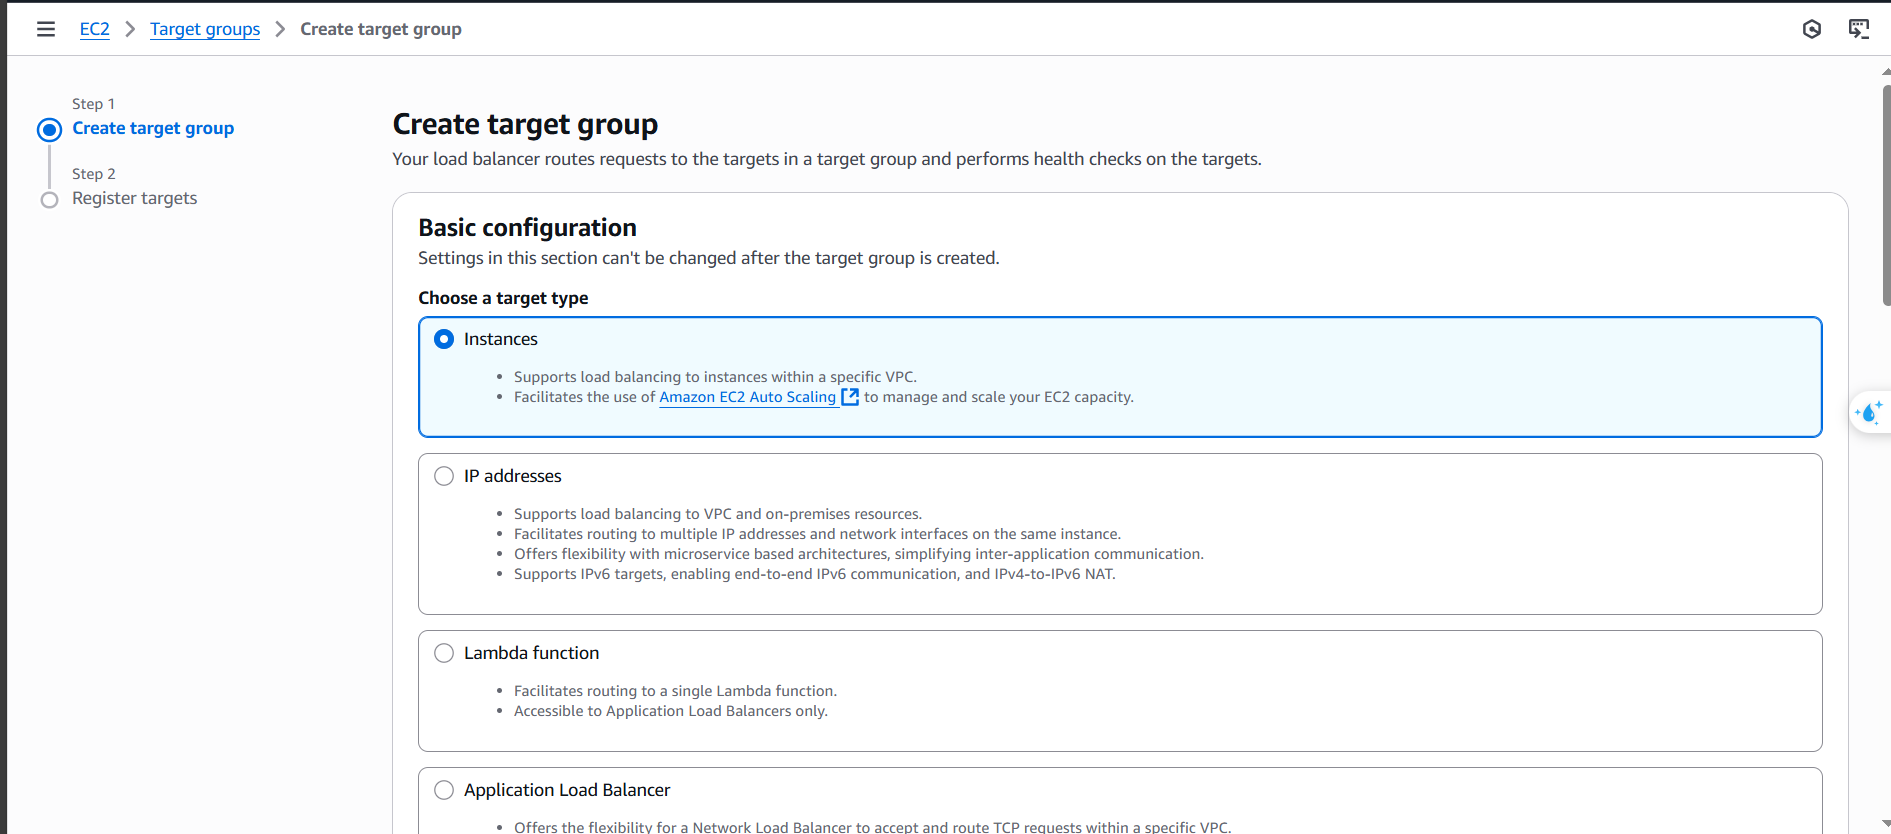 EC2 > Target groups > Create target group
Step 1
Create target group
Step 2
Register targets
Create target group
Your load balancer routes requests to the targets in a target group and performs health checks on the targets.
Basic configuration
Settings in this section can't be changed after the target group is created.
Choose a target type
Instances
• Supports load balancing to instances within a specific VPC.
• Facilitates the use of Amazon EC2 Auto Scaling to manage and scale your EC2 capacity.
IP addresses
• Supports load balancing to VPC and on-premises resources.
• Facilitates routing to multiple IP addresses and network interfaces on the same instance.
• Offers flexibility with microservice based architectures, simplifying inter-application communication.
• Supports IPv6 targets, enabling end-to-end IPv6 communication, and IPv4-to-IPv6 NAT.
Lambda function
• Facilitates routing to a single Lambda function.
• Accessible to Application Load Balancers only.
Application Load Balancer
• Offers the flexibility for a Network Load Balancer to accept and route TCP requests within a specific VPC.